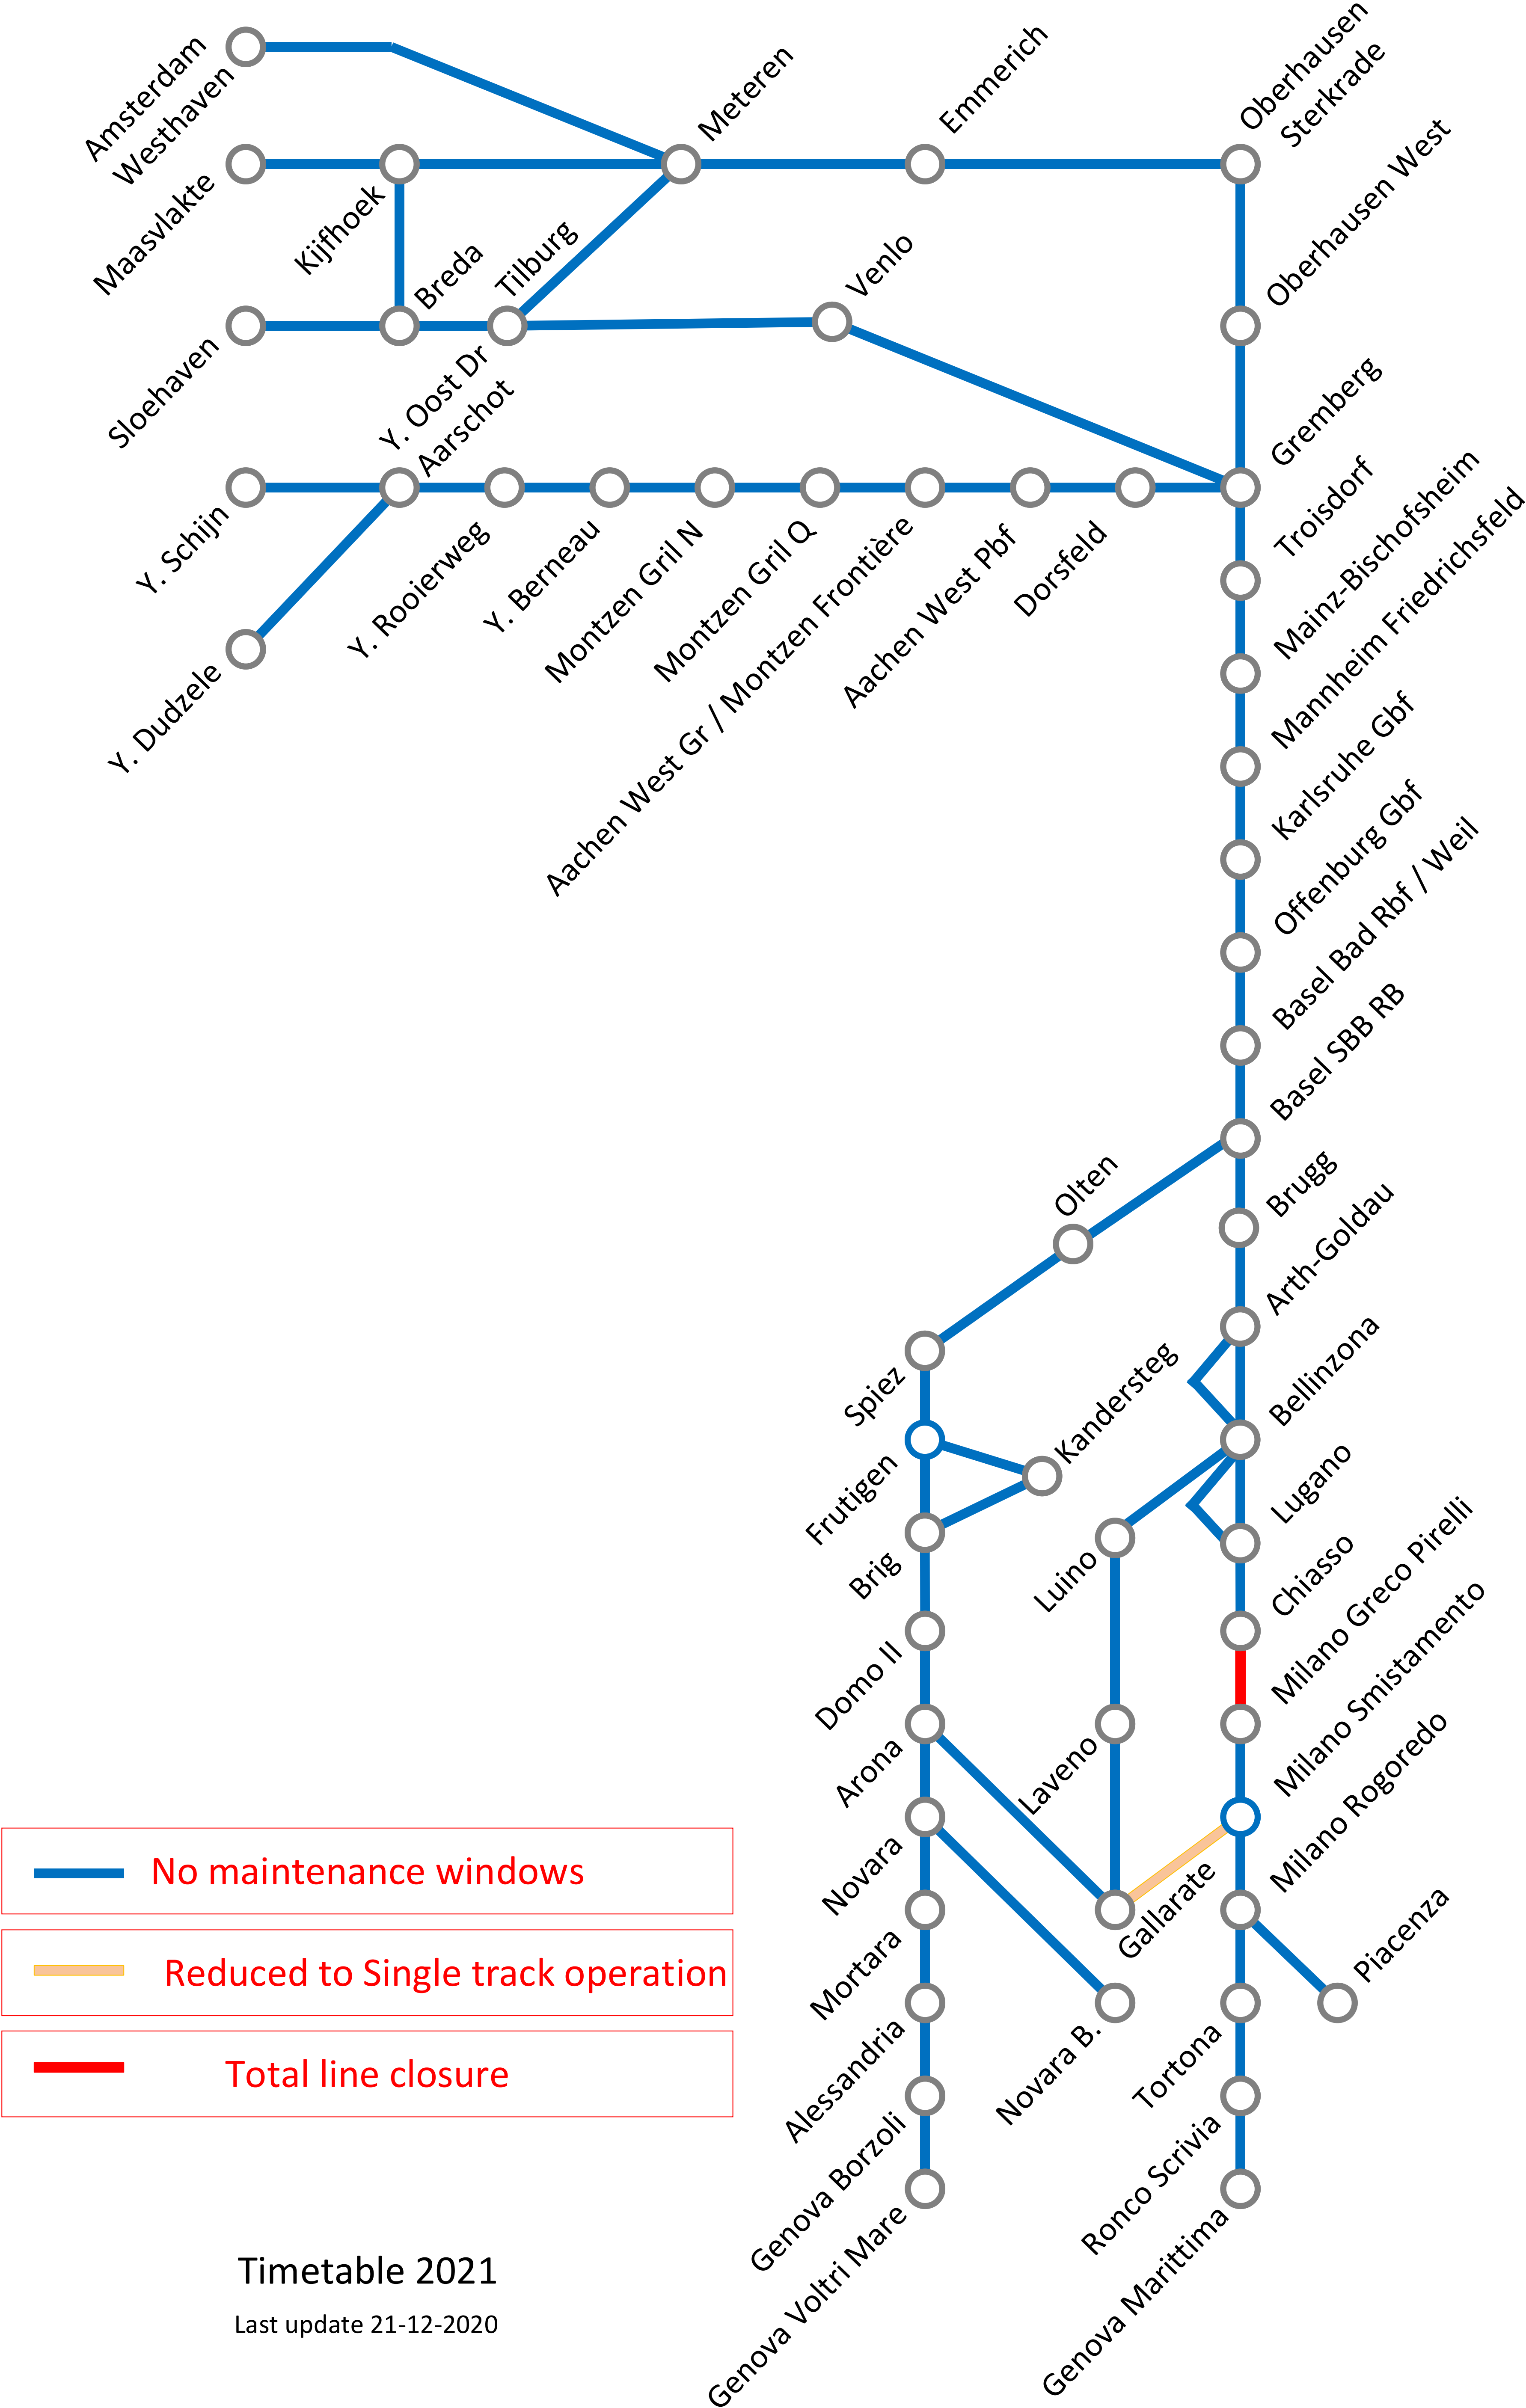 Amsterdam
Westhaven
Meteren
Emmerich
Oberhausen
Sterkrade
Maasvlakte
Kijfhoek
Oberhausen West
Breda
Tilburg
Venlo
Sloehaven
Y. Oost Dr
Aarschot
Gremberg
Y. Schijn
Y. Rooierweg
Y. Berneau
Montzen Gril N
Montzen Gril Q
Aachen West Gr / Montzen Frontière
Aachen West Pbf
Dorsfeld
Troisdorf
Y. Dudzele
Mainz-Bischofsheim
Mannheim Friedrichsfeld
Karlsruhe Gbf
Offenburg Gbf
Basel Bad Rbf / Weil
Basel SBB RB
Olten
Brugg
Arth-Goldau
Spiez
Kandersteg
Bellinzona
Frutigen
Lugano
Brig
Luino
Chiasso
Domo II
Milano Greco Pirelli
Arona
Laveno
Milano Smistamento
Novara
Gallarate
Milano Rogoredo
Mortara
Piacenza
Alessandria
Novara B.
Tortona
Genova Borzoli
Ronco Scrivia
Genova Voltri Mare
Genova Marittima
No maintenance windows
Reduced to Single track operation
Total line closure
Timetable 2021
Last update 21-12-2020